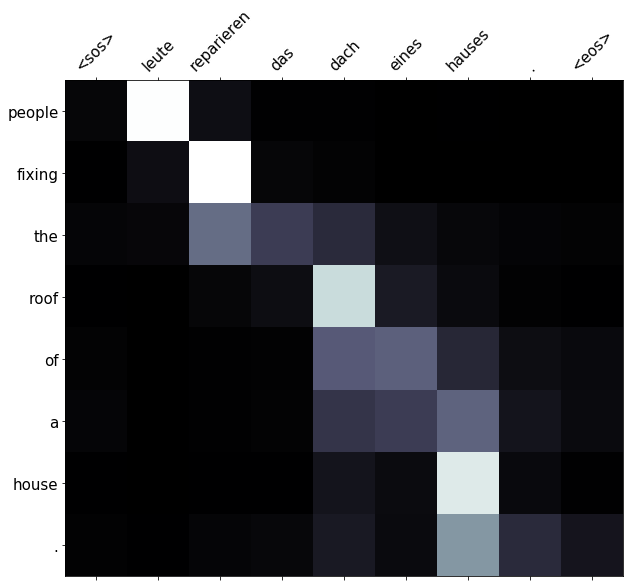 <sos> leute reparieren das dach eines hauses . <eos>
people
fixing
the
roof
of
a
house
.